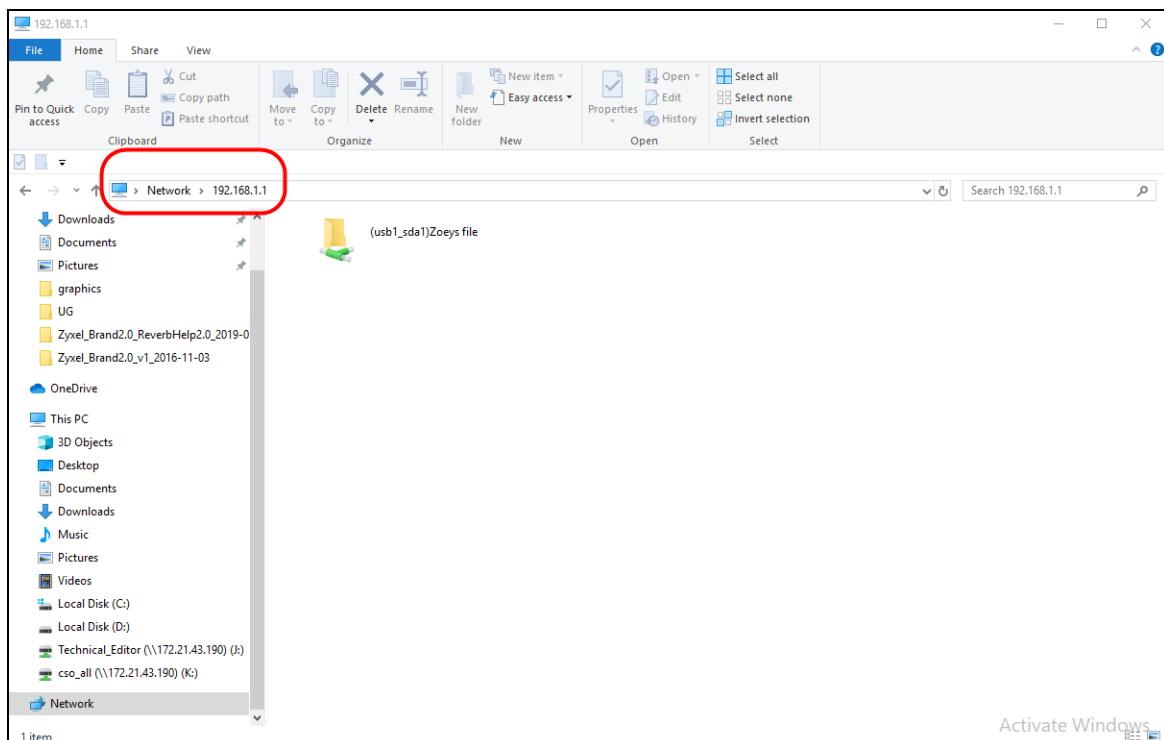 192.168.1.1
File Home Share View
Pin to Quick access
Copy
Paste
Cut
Copy path
Paste shortcut
Clipboard
Move to
Copy to
Delete
Rename
Organize
New folder
New item
Easy access
New
Properties
Open
Edit
History
Open
Select all
Select none
Invert selection
Select
Network > 192.168.1.1
Search 192.168.1.1
Downloads
Documents
Pictures
graphics
UG
Zyxel_Brand2.0_ReverbHelp2.0_2019-0
Zyxel_Brand2.0_v1_2016-11-03
OneDrive
This PC
3D Objects
Desktop
Documents
Downloads
Music
Pictures
Videos
Local Disk (C:)
Local Disk (D:)
Technical_Editor (\\172.21.43.190) (J:)
cso_all (\\172.21.43.190) (K:)
Network
(usb1_sda1)Zoeys file
1 item
Activate Windows